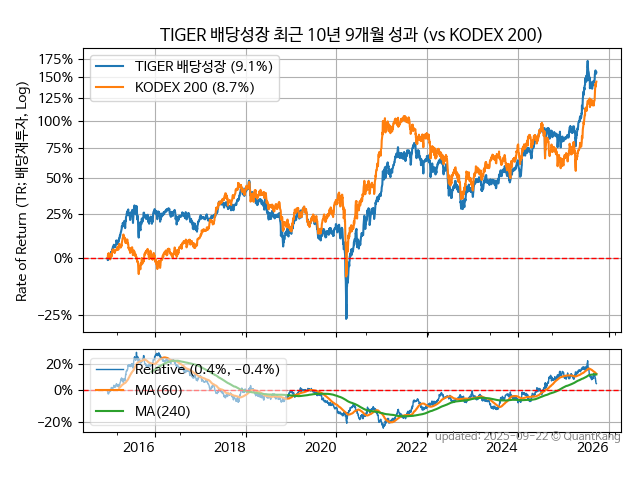 TIGER 배당성장 최근 10년 9개월 성과 (vs KODEX 200)
Rate of Return (TR: 배당재투자, Log)
175%
150%
125%
100%
75%
50%
25%
0%
−25%
TIGER 배당성장 (9.1%)
KODEX 200 (8.7%)
20%
0%
−20%
Relative (0.4%, −0.4%)
MA(60)
MA(240)
updated: 2025-09-22 © QuantKang
2016 2018 2020 2022 2024 2026